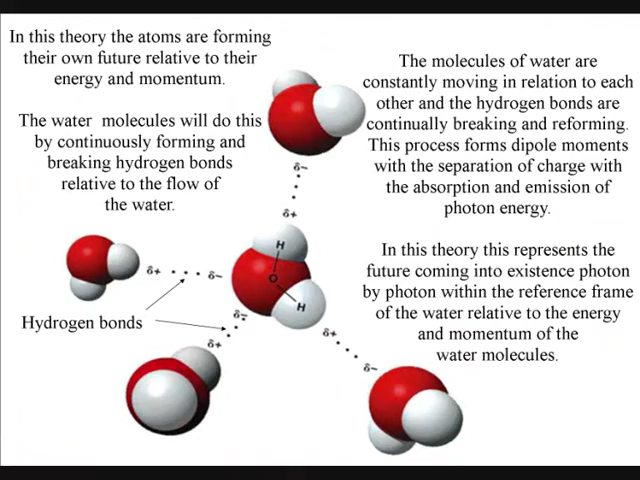 In this theory the atoms are forming
their own future relative to their
energy and momentum.
The water molecules will do this
by continuously forming and
breaking hydrogen bonds
relative to the flow of
the water.
The molecules of water are
constantly moving in relation to each
other and the hydrogen bonds are
continually breaking and reforming.
This process forms dipole moments
with the separation of charge with
the absorption and emission of
photon energy.
In this theory this represents the
future coming into existence photon
by photon within the reference frame
of the water relative to the energy
and momentum of the
water molecules.
δ−
δ+
H
O
H
δ+
δ−
δ−
δ+
δ+
δ−
Hydrogen bonds